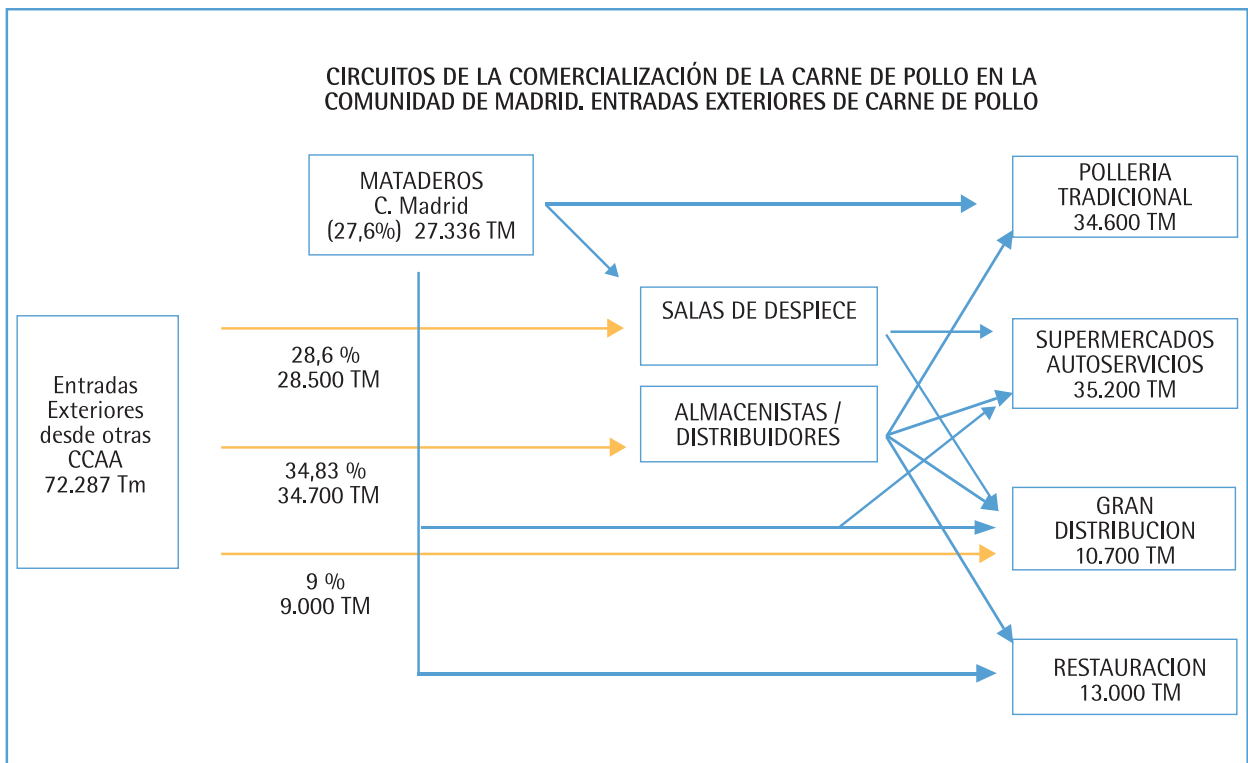 CIRCUITOS DE LA COMERCIALIZACIÓN DE LA CARNE DE POLLO EN LA
COMUNIDAD DE MADRID. ENTRADAS EXTERIORES DE CARNE DE POLLO
MATADEROS
C. Madrid
(27,6%) 27.336 TM
POLLERIA
TRADICIONAL
34.600 TM
SALAS DE DESPIECE
SUPERMERCADOS
AUTOSERVICIOS
35.200 TM
Entradas
Exteriores
desde otras
CCAA
72.287 Tm
28,6 %
28.500 TM
ALMACENISTAS /
DISTRIBUIDORES
34,83 %
34.700 TM
GRAN
DISTRIBUCION
10.700 TM
9 %
9.000 TM
RESTAURACION
13.000 TM